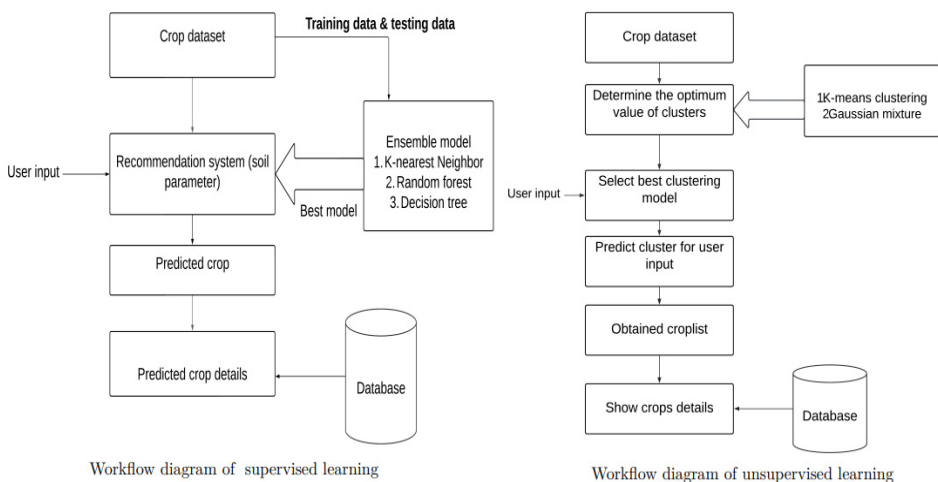 Training data & testing data
Crop dataset
Ensemble model
1. K-nearest Neighbor
2. Random forest
3. Decision tree
Recommendation system (soil
parameter)
User input
Best model
Predicted crop
Predicted crop details
Database
Workflow diagram of supervised learning
Crop dataset
Determine the optimum
value of clusters
1K-means clustering
2Gaussian mixture
User input
Select best clustering
model
Predict cluster for user
input
Obtained croplist
Show crops details
Database
Workflow diagram of unsupervised learning